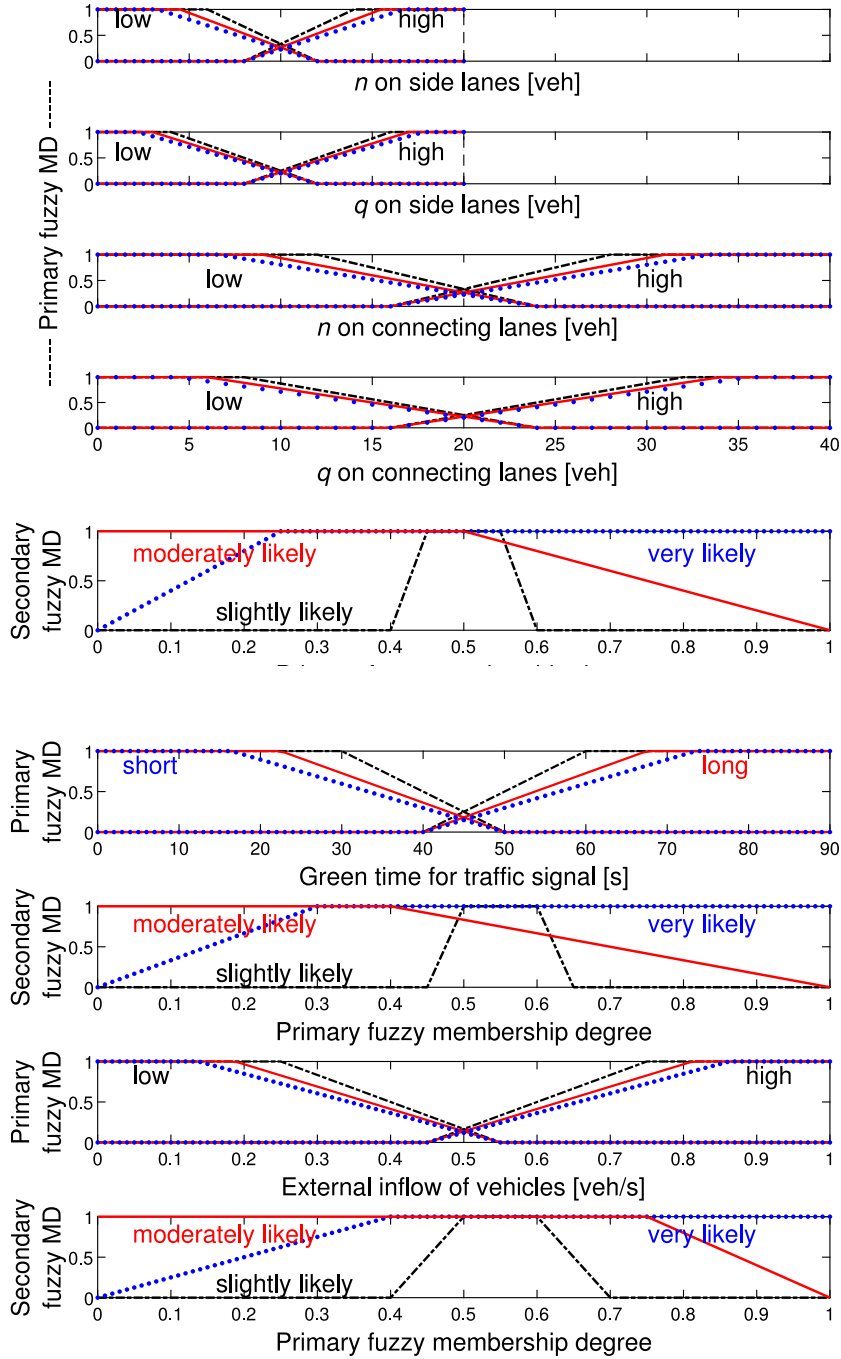 Primary fuzzy MD
1
0.5
0
low
high
n on side lanes [veh]
1
0.5
0
low
high
q on side lanes [veh]
1
0.5
0
low
high
n on connecting lanes [veh]
1
0.5
0
low
high
0 5 10 15 20 25 30 35 40
q on connecting lanes [veh]
Secondary
fuzzy MD
1
0.5
0
moderately likely
very likely
slightly likely
0 0.1 0.2 0.3 0.4 0.5 0.6 0.7 0.8 0.9 1
Primary
fuzzy MD
1
0.5
0
short
long
0 10 20 30 40 50 60 70 80 90
Green time for traffic signal [s]
Secondary
fuzzy MD
1
0.5
0
moderately likely
very likely
slightly likely
0 0.1 0.2 0.3 0.4 0.5 0.6 0.7 0.8 0.9 1
Primary fuzzy membership degree
Primary
fuzzy MD
1
0.5
0
low
high
0 0.1 0.2 0.3 0.4 0.5 0.6 0.7 0.8 0.9 1
External inflow of vehicles [veh/s]
Secondary
fuzzy MD
1
0.5
0
moderately likely
very likely
slightly likely
0 0.1 0.2 0.3 0.4 0.5 0.6 0.7 0.8 0.9 1
Primary fuzzy membership degree